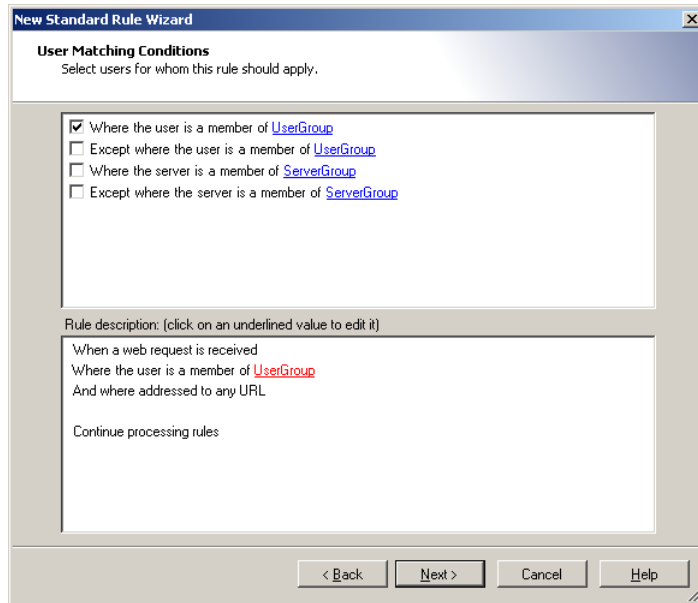 New Standard Rule Wizard
User Matching Conditions
Select users for whom this rule should apply.
Where the user is a member of UserGroup
Except where the user is a member of UserGroup
Where the server is a member of ServerGroup
Except where the server is a member of ServerGroup
Rule description: (click on an underlined value to edit it)
When a web request is received
Where the user is a member of UserGroup
And where addressed to any URL
Continue processing rules
< Back Next > Cancel Help